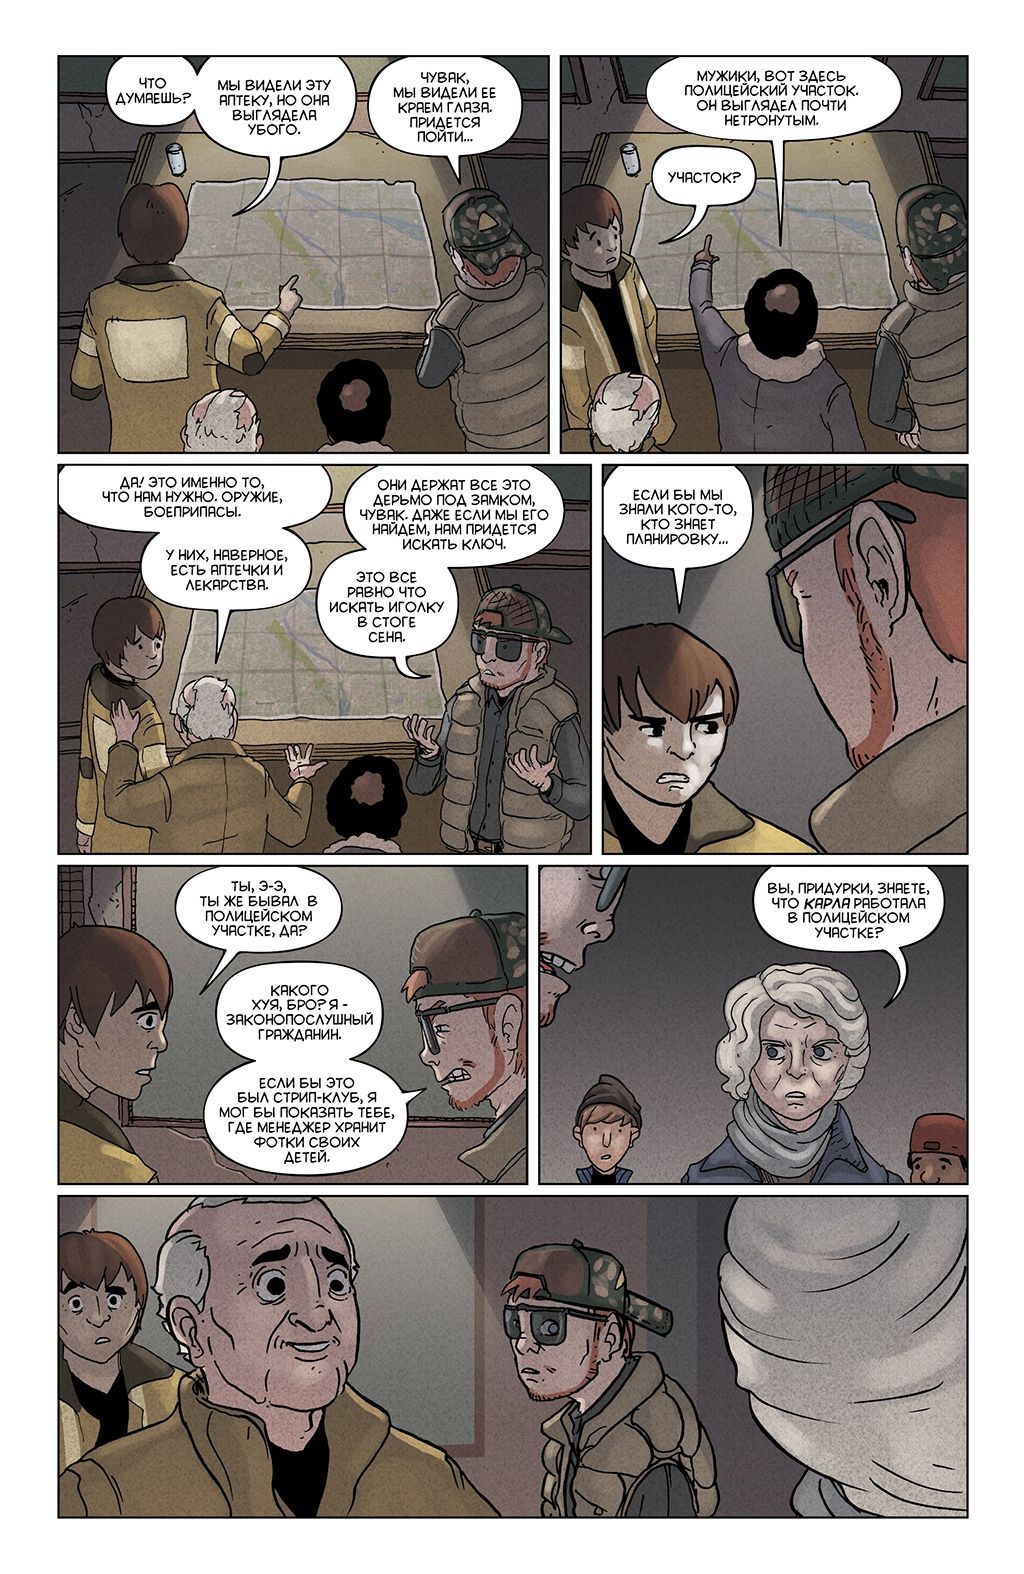 ЧТО
ДУМАЕШЬ?
МЫ ВИДЕЛИ ЭТУ
АПТЕКУ, НО ОНА
ВЫГЛЯДЕЛА
УБОГО.
ЧУВАК,
МЫ ВИДЕЛИ ЕЕ
КРАЕМ ГЛАЗА.
ПРИДЕТСЯ
ПОЙТИ...
МУЖИКИ, ВОТ ЗДЕСЬ
ПОЛИЦЕЙСКИЙ УЧАСТОК.
ОН ВЫГЛЯДЕЛ ПОЧТИ
НЕТРОНУТЫМ.
УЧАСТОК?
ДА! ЭТО ИМЕННО ТО,
ЧТО НАМ НУЖНО. ОРУЖИЕ,
БОЕПРИПАСЫ.
У НИХ, НАВЕРНОЕ,
ЕСТЬ АПТЕЧКИ И
ЛЕКАРСТВА.
ОНИ ДЕРЖАТ ВСЕ ЭТО
ДЕРЬМО ПОД ЗАМКОМ,
ЧУВАК. ДАЖЕ ЕСЛИ МЫ ЕГО
НАЙДЕМ, НАМ ПРИДЕТСЯ
ИСКАТЬ КЛЮЧ.
ЭТО ВСЕ
РАВНО ЧТО
ИСКАТЬ ИГОЛКУ
В СТОГЕ
СЕНА.
ЕСЛИ БЫ МЫ
ЗНАЛИ КОГО-ТО,
КТО ЗНАЕТ
ПЛАНИРОВКУ...
ТЫ, Э-Э,
ТЫ ЖЕ БЫВАЛ В
ПОЛИЦЕЙСКОМ
УЧАСТКЕ, ДА?
КАКОГО
ХУЯ, БРО? Я -
ЗАКОНОПОСЛУШНЫЙ
ГРАЖДАНИН.
ЕСЛИ БЫ ЭТО
БЫЛ СТРИП-КЛУБ, Я
МОГ БЫ ПОКАЗАТЬ ТЕБЕ,
ГДЕ МЕНЕДЖЕР ХРАНИТ
ФОТКИ СВОИХ
ДЕТЕЙ.
ВЫ, ПРИДУРКИ, ЗНАЕТЕ,
ЧТО КАРЛА РАБОТАЛА
В ПОЛИЦЕЙСКОМ
УЧАСТКЕ?